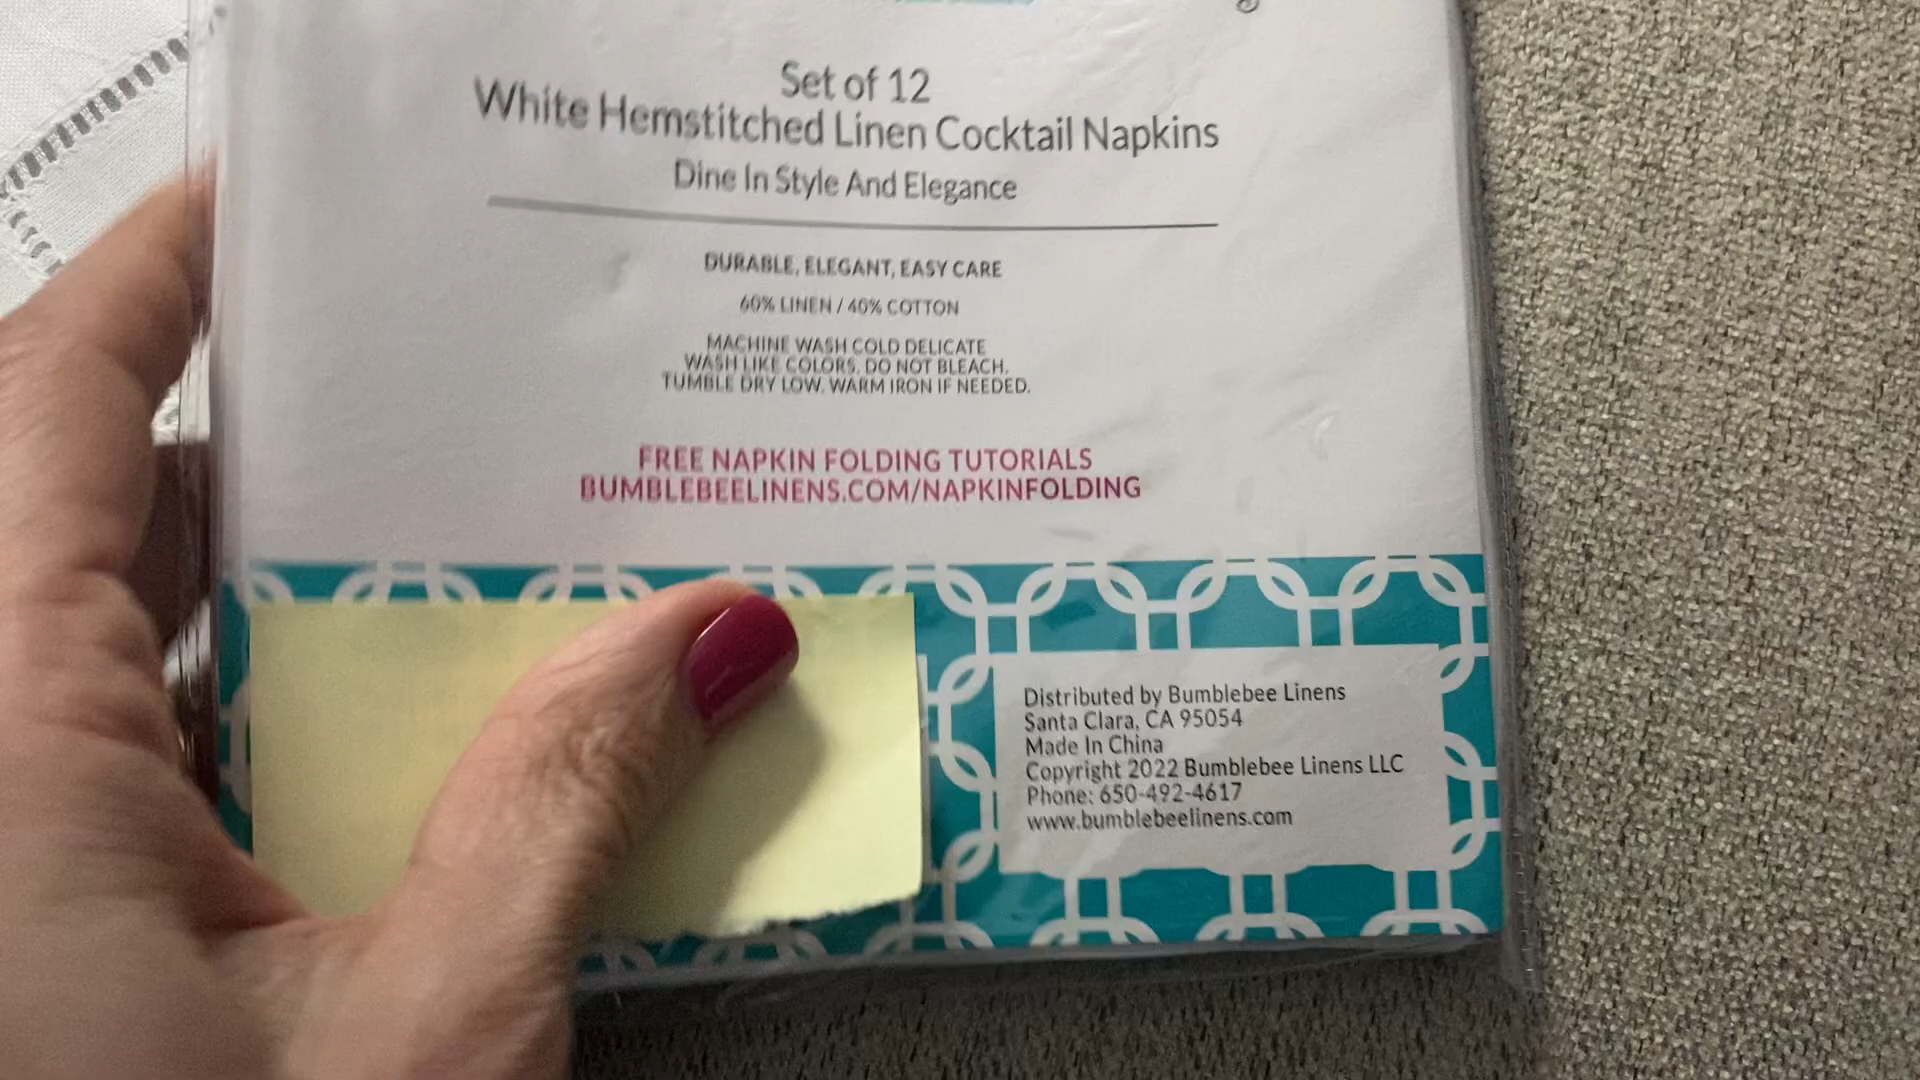 Set of 12
White Hemstitched Linen Cocktail Napkins
Dine In Style And Elegance
DURABLE, ELEGANT, EASY CARE
60% LINEN / 40% COTTON
MACHINE WASH COLD DELICATE
WASH LIKE COLORS. DO NOT BLEACH.
TUMBLE DRY LOW. WARM IRON IF NEEDED.
FREE NAPKIN FOLDING TUTORIALS
BUMBLEBEELINENS.COM/NAPKINFOLDING
Distributed by Bumblebee Linens
Santa Clara, CA 95054
Made In China
Copyright 2022 Bumblebee Linens LLC
Phone: 650-492-4617
www.bumblebeelinens.com